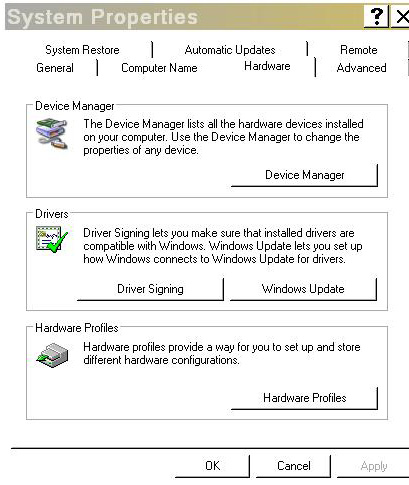 System Properties
System Restore Automatic Updates Remote
General Computer Name Hardware Advanced
Device Manager
The Device Manager lists all the hardware devices installed
on your computer. Use the Device Manager to change the
properties of any device.
Device Manager
Drivers
Driver Signing lets you make sure that installed drivers are
compatible with Windows. Windows Update lets you set up
how Windows connects to Windows Update for drivers.
Driver Signing Windows Update
Hardware Profiles
Hardware profiles provide a way for you to set up and store
different hardware configurations.
Hardware Profiles
OK Cancel Apply